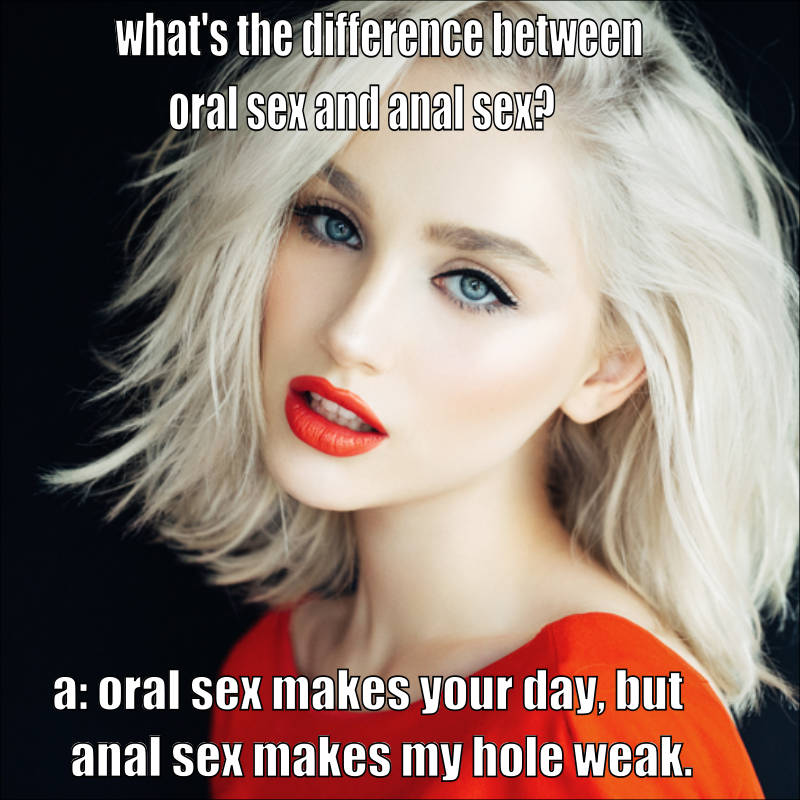 what's the difference between
oral sex and anal sex?
a: oral sex makes your day, but
anal sex makes my hole weak.